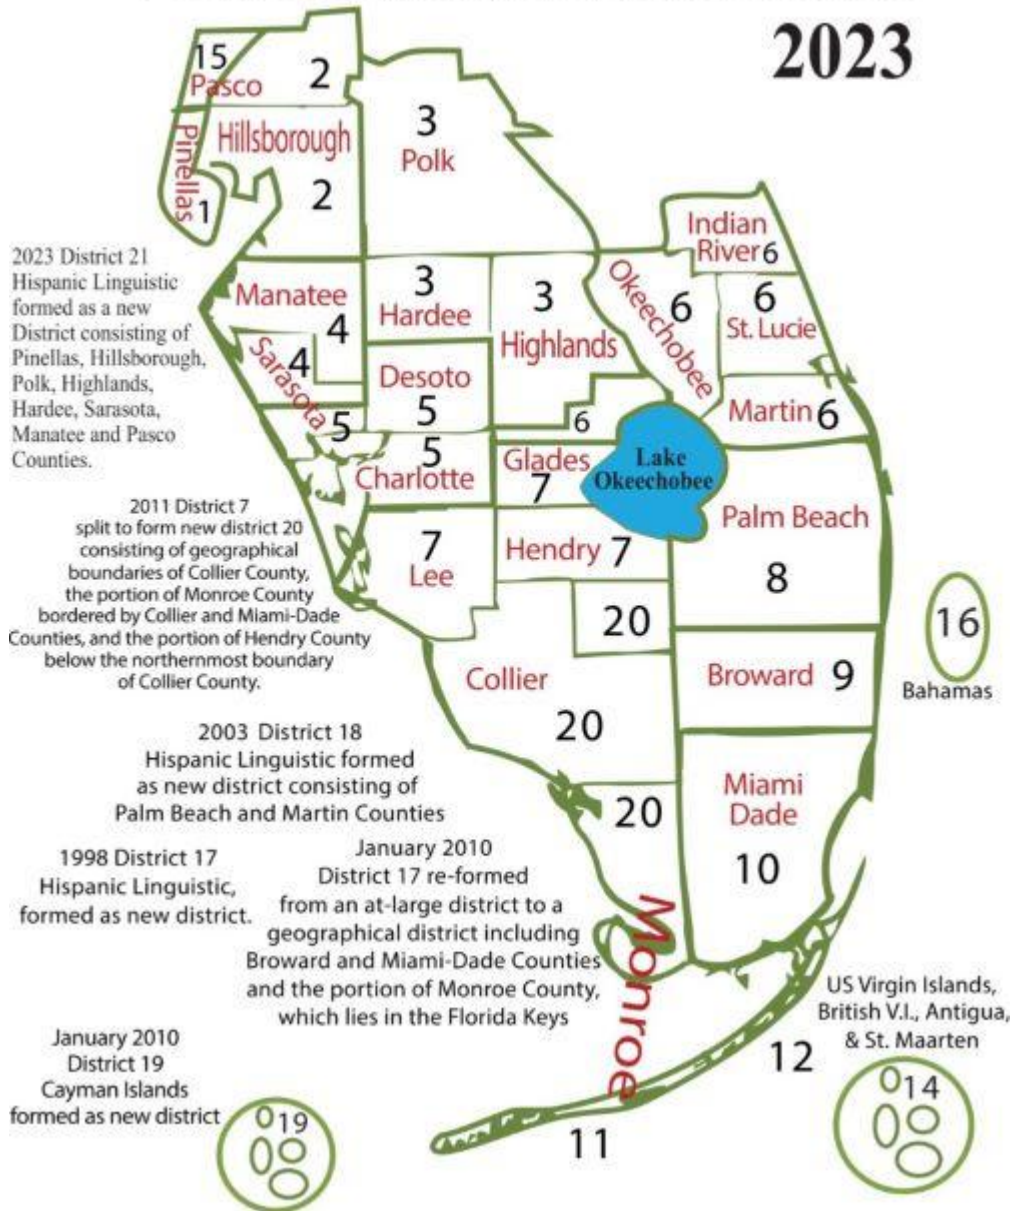 2023
15
Pasco
2
Hillsborough
2
Pinellas
1
3
Polk
Indian
River 6
2023 District 21
Hispanic Linguistic
formed as a new
District consisting of
Pinellas, Hillsborough,
Polk, Highlands,
Hardee, Sarasota,
Manatee and Pasco
Counties.
Manatee
4
3
Hardee
3
Highlands
Okeechobee
6
6
St. Lucie
Sarasota
4
5
Desoto
5
6
Martin 6
5
Charlotte
Glades
7
Lake
Okeechobee
Palm Beach
8
2011 District 7
split to form new district 20
consisting of geographical
boundaries of Collier County,
the portion of Monroe County
bordered by Collier and Miami-Dade
Counties, and the portion of Hendry County
below the northernmost boundary
of Collier County.
7
Lee
Hendry 7
20
16
Bahamas
Collier
20
Broward 9
2003 District 18
Hispanic Linguistic formed
as new district consisting of
Palm Beach and Martin Counties
20
Miami
Dade
10
1998 District 17
Hispanic Linguistic,
formed as new district.
January 2010
District 17 re-formed
from an at-large district to a
geographical district including
Broward and Miami-Dade Counties
and the portion of Monroe County,
which lies in the Florida Keys
Monroe
US Virgin Islands,
British V.I., Antigua,
& St. Maarten
14
12
11
January 2010
District 19
Cayman Islands
formed as new district
19